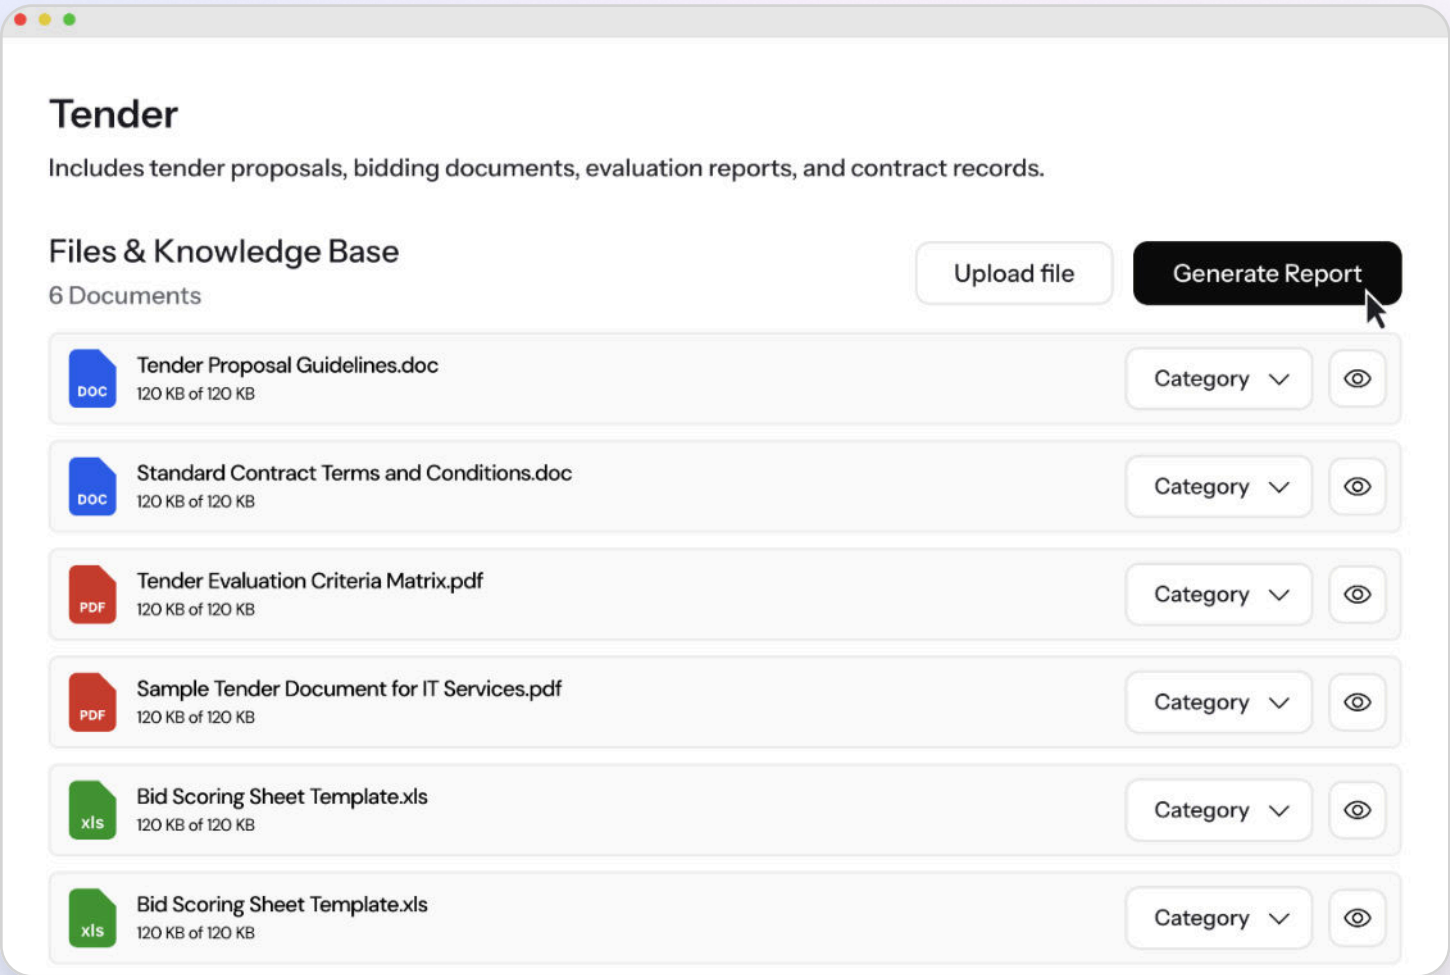 Tender
Includes tender proposals, bidding documents, evaluation reports, and contract records.
Files & Knowledge Base
6 Documents
Upload file
Generate Report
DOC
Tender Proposal Guidelines.doc
120 KB of 120 KB
Category
DOC
Standard Contract Terms and Conditions.doc
120 KB of 120 KB
Category
PDF
Tender Evaluation Criteria Matrix.pdf
120 KB of 120 KB
Category
PDF
Sample Tender Document for IT Services.pdf
120 KB of 120 KB
Category
xls
Bid Scoring Sheet Template.xls
120 KB of 120 KB
Category
xls
Bid Scoring Sheet Template.xls
120 KB of 120 KB
Category